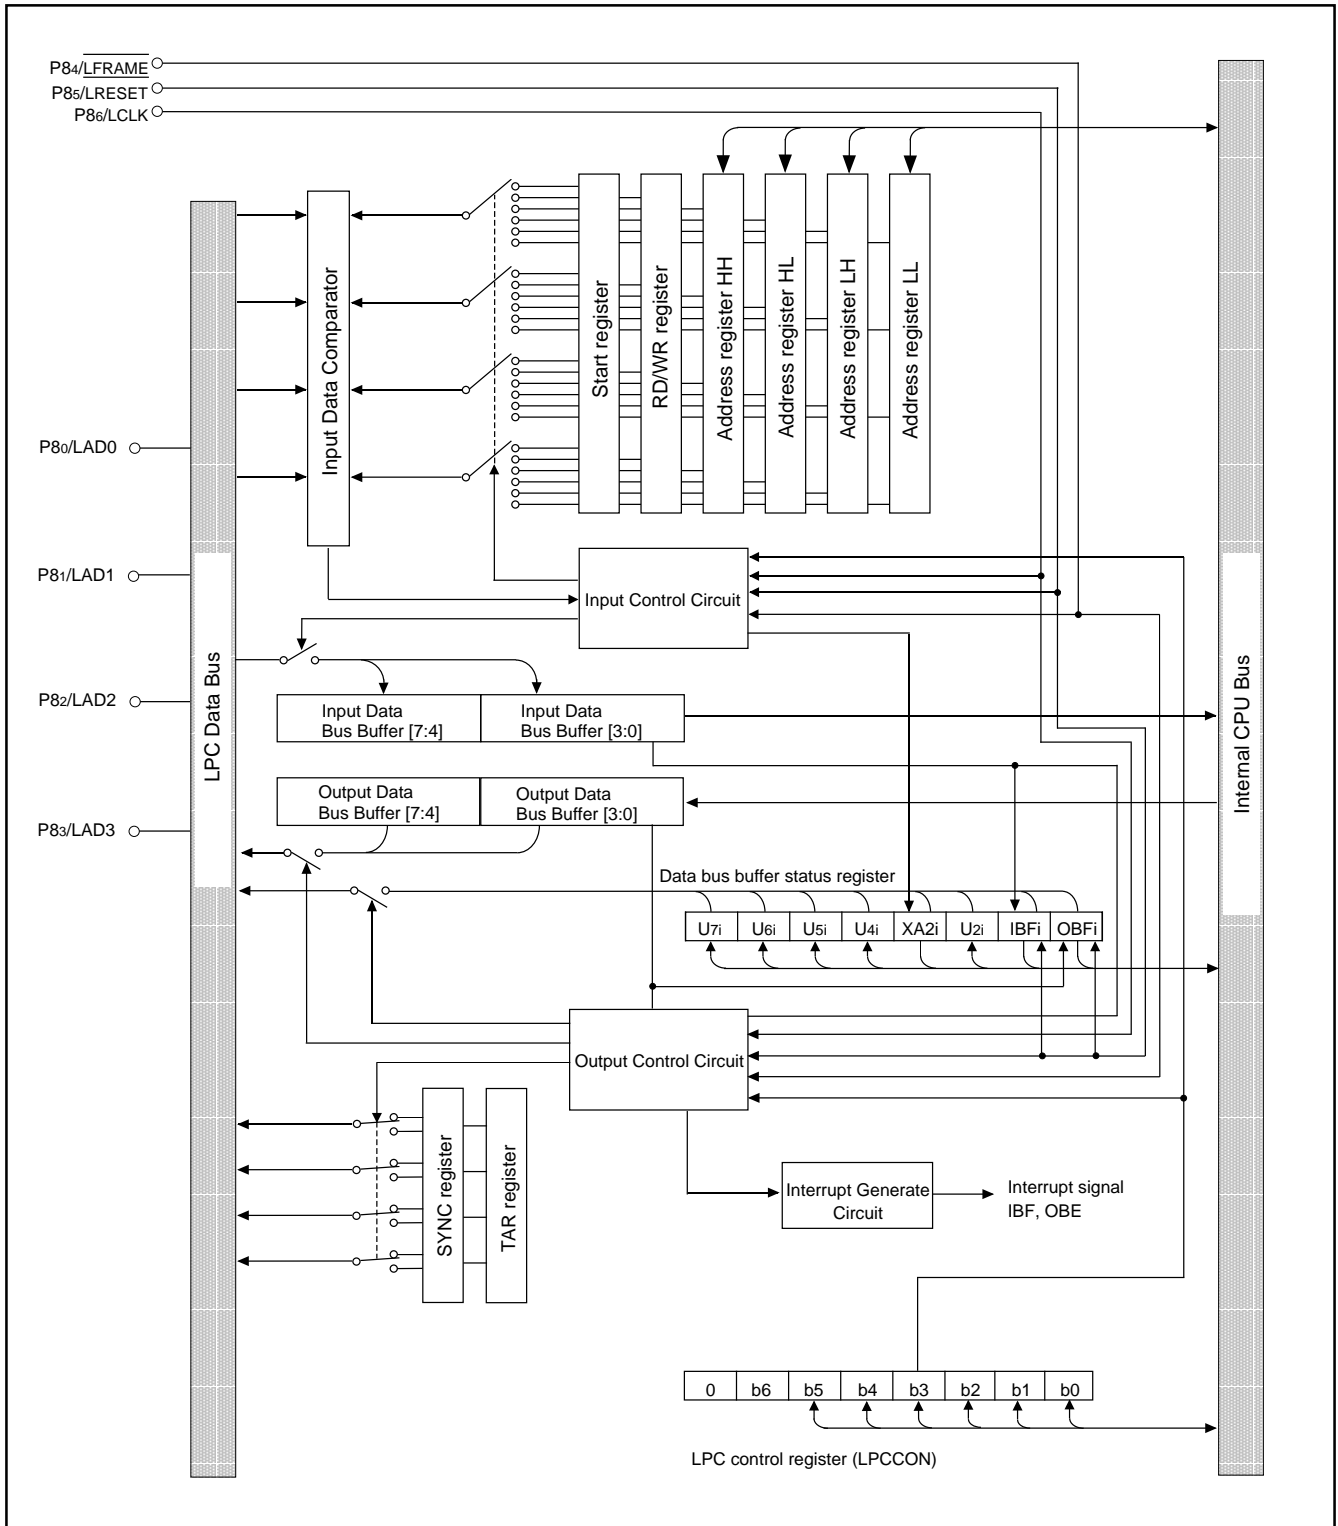 P84/LFRAME
P85/LRESET
P86/LCLK
P80/LAD0
P81/LAD1
P82/LAD2
P83/LAD3
LPC Data Bus
Input Data Comparator
Start register
RD/WR register
Address register HH
Address register HL
Address register LH
Address register LL
Internal CPU Bus
Input Control Circuit
Input Data
Bus Buffer [7:4]
Input Data
Bus Buffer [3:0]
Output Data
Bus Buffer [7:4]
Output Data
Bus Buffer [3:0]
Data bus buffer status register
U7i U6i U5i U4i XA2i U2i IBFi OBFi
Output Control Circuit
SYNC register
TAR register
Interrupt Generate
Circuit
Interrupt signal
IBF, OBE
0 b6 b5 b4 b3 b2 b1 b0
LPC control register (LPCCON)